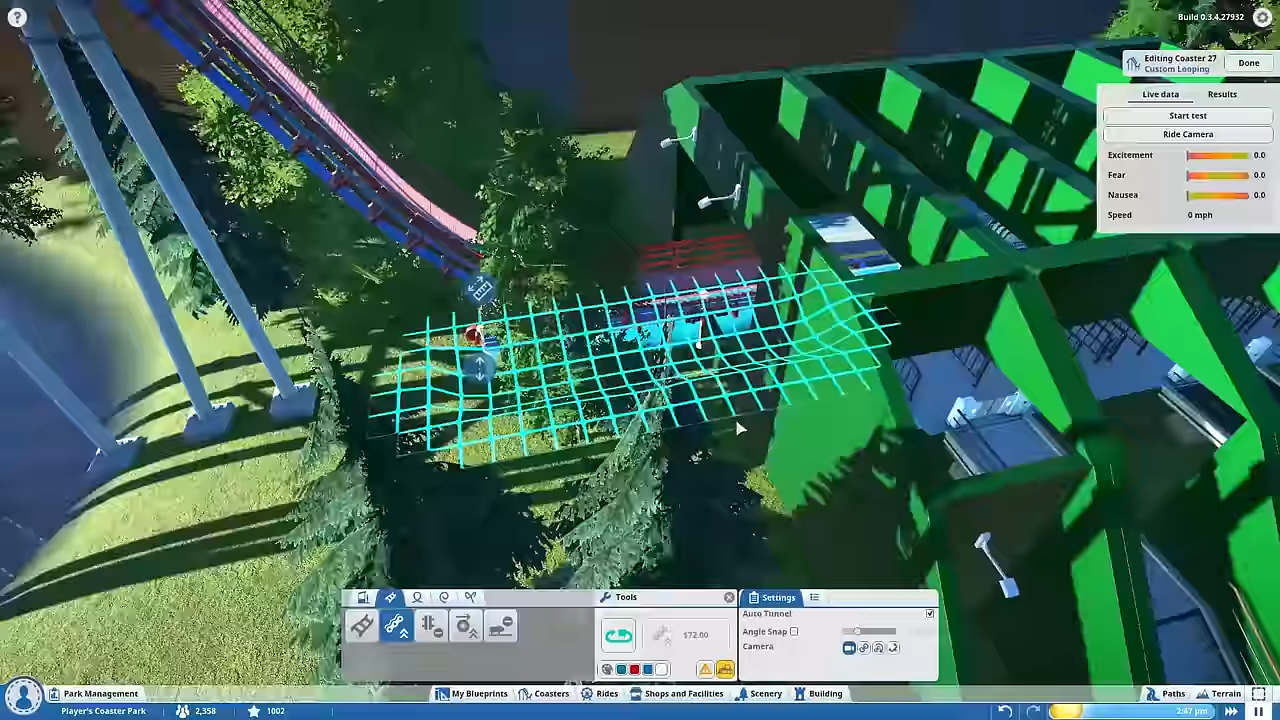 ?
Build 0.3.4.27932
Editing Coaster 27
Custom Looping
Done
Live data
Results
Start test
Ride Camera
Excitement 0.0
Fear 0.0
Nausea 0.0
Speed 0 mph
Tools
$72.00
Settings
Auto Tunnel
Angle Snap
Camera
Park Management
My Blueprints
Coasters
Rides
Shops and Facilities
Scenery
Building
Paths
Terrain
Player's Coaster Park
2,358
1002
2:47 pm